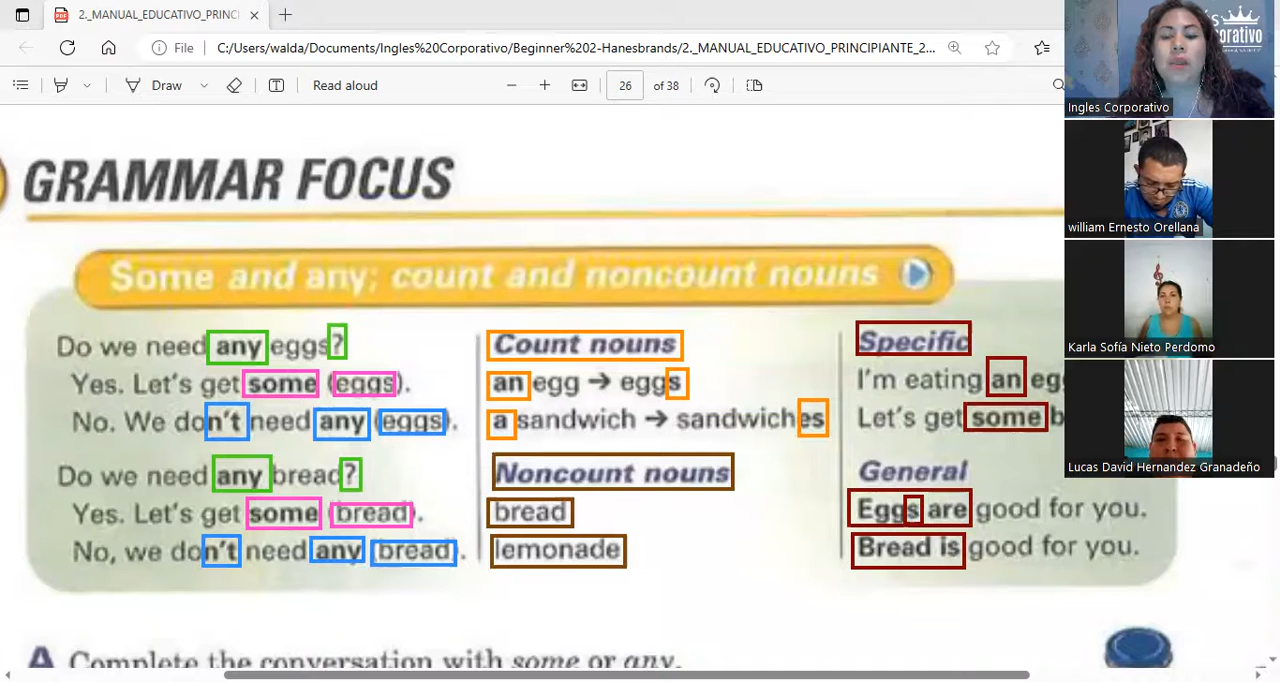 2._MANUAL_EDUCATIVO_PRINCI
File
C:/Users/walda/Documents/Ingles%20Corporativo/Beginner%202-Hanesbrands/2._MANUAL_EDUCATIVO_PRINCIPIANTE_2...
Draw
Read aloud
26 of 38
GRAMMAR FOCUS
Some and any; count and noncount nouns
Do we need any eggs?
Yes. Let's get some (eggs).
No. We don't need any (eggs).
Do we need any bread?
Yes. Let's get some (bread).
No, we don't need any (bread).
Count nouns
an egg → eggs
a sandwich → sandwiches
Noncount nouns
bread
lemonade
Specific
I'm eating an eg
Let's get some b
General
Eggs are good for you.
Bread is good for you.
A Complete the conversation with some or any.
Ingles Corporativo
william Ernesto Orellana
Karla Sofía Nieto Perdomo
Lucas David Hernandez Granadeño